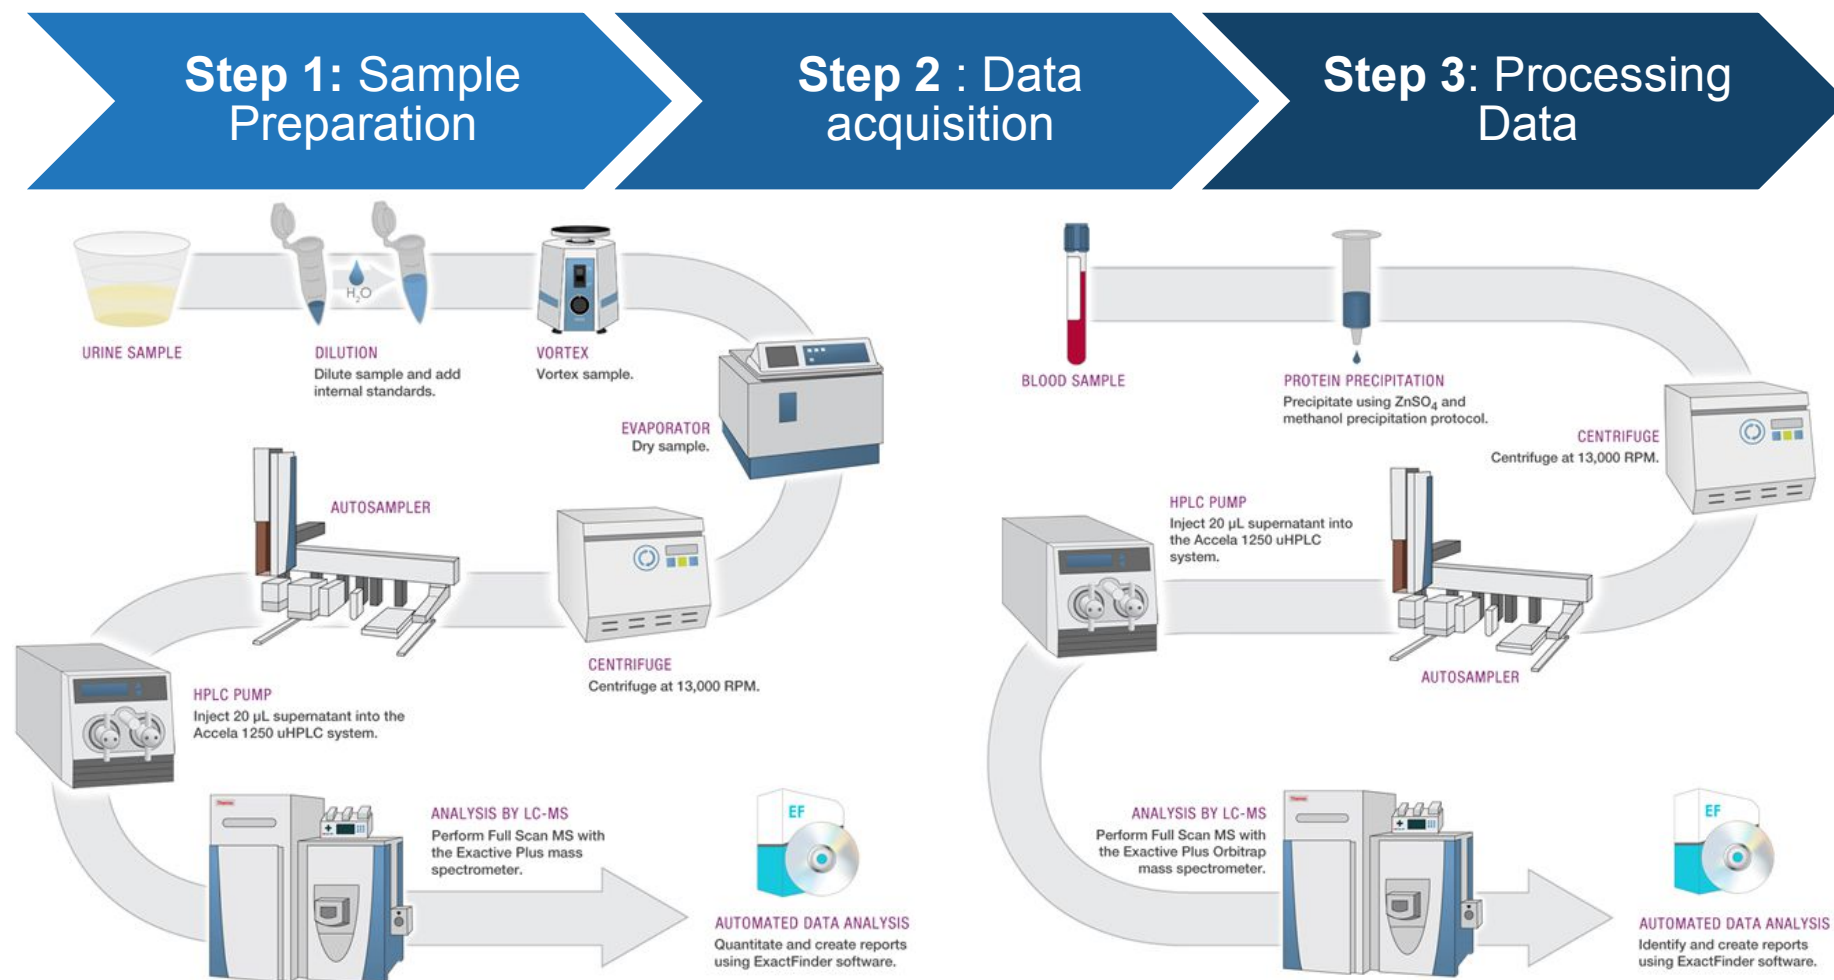 Step 1: Sample
Preparation
Step 2 : Data
acquisition
Step 3: Processing
Data
H₂O
URINE SAMPLE
DILUTION
Dilute sample and add
internal standards.
VORTEX
Vortex sample.
EVAPORATOR
Dry sample.
AUTOSAMPLER
CENTRIFUGE
Centrifuge at 13,000 RPM.
HPLC PUMP
Inject 20 µL supernatant into the
Accela 1250 uHPLC system.
Thermo
ANALYSIS BY LC-MS
Perform Full Scan MS with
the Exactive Plus mass
spectrometer.
EF
AUTOMATED DATA ANALYSIS
Quantitate and create reports
using ExactFinder software.
BLOOD SAMPLE
PROTEIN PRECIPITATION
Precipitate using ZnSO₄ and
methanol precipitation protocol.
CENTRIFUGE
Centrifuge at 13,000 RPM.
HPLC PUMP
Inject 20 µL supernatant into
the Accela 1250 uHPLC
system.
AUTOSAMPLER
Thermo
ANALYSIS BY LC-MS
Perform Full Scan MS with
the Exactive Plus Orbitrap
mass spectrometer.
EF
AUTOMATED DATA ANALYSIS
Identify and create reports
using ExactFinder software.